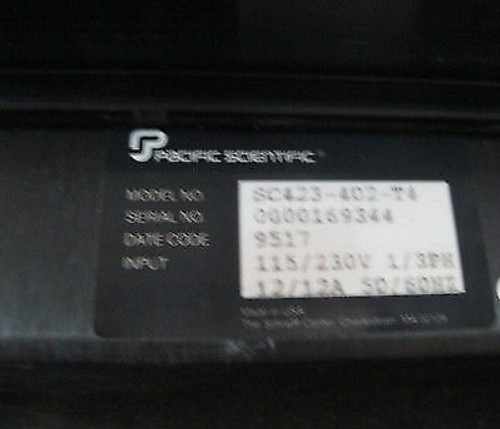 PACIFIC SCIENTIFIC
MODEL NO SC423-402-T4
SERIAL NO 0G00169344
DATE CODE 9517
INPUT 115/230V 1/3PH
12/12A 50/60HZ
Made in USA